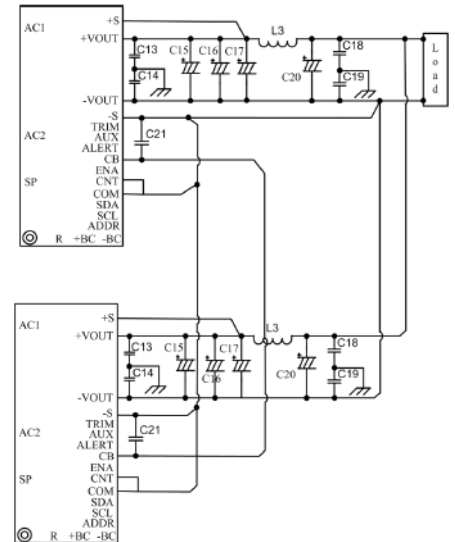 +S
L3
AC1
+VOUT
C13
C15
C16
C17
C18
Load
C14
C20
C19
-VOUT
-S
TRIM
C21
AC2
AUX
ALERT
CB
ENA
SP
CNT
COM
SDA
SCL
ADDR
R +BC -BC
+S
AC1
L3
+VOUT
C13
C15
C17
C18
C14
C16
C20
C19
-VOUT
-S
TRIM
C21
AC2
AUX
ALERT
CB
ENA
SP
CNT
COM
SDA
SCL
ADDR
R +BC -BC